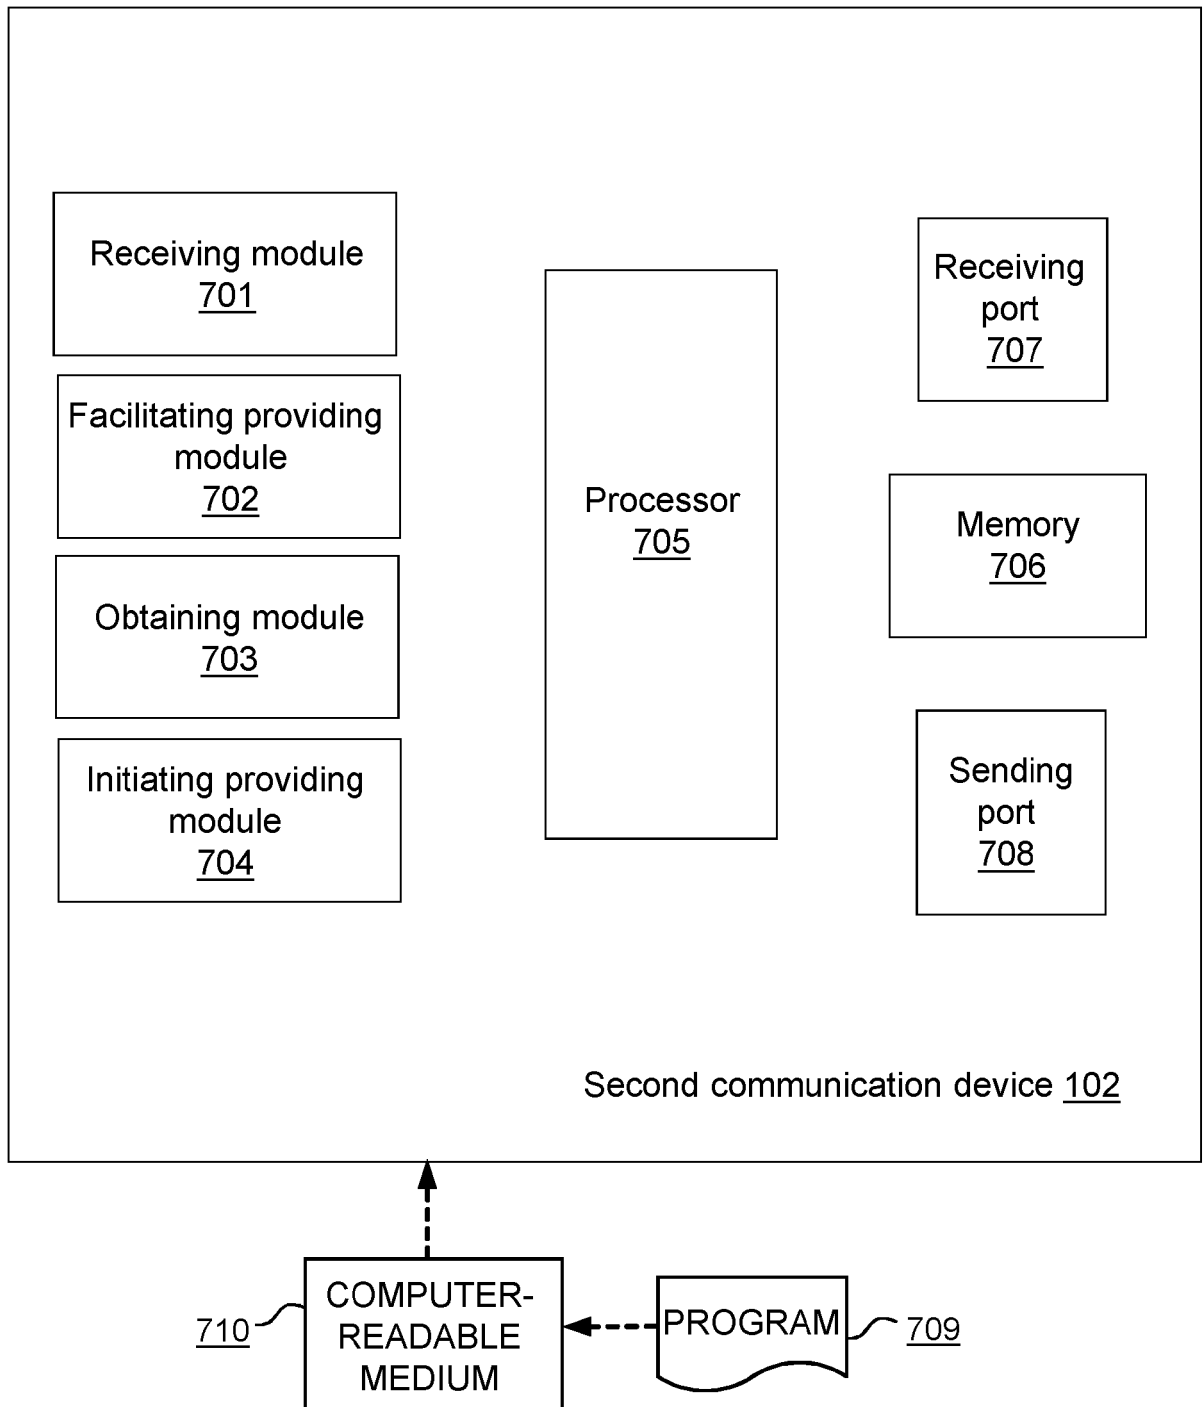 Receiving module
701
Facilitating providing
module
702
Obtaining module
703
Initiating providing
module
704
Processor
705
Receiving
port
707
Memory
706
Sending
port
708
Second communication device 102
710
COMPUTER-
READABLE
MEDIUM
PROGRAM
709